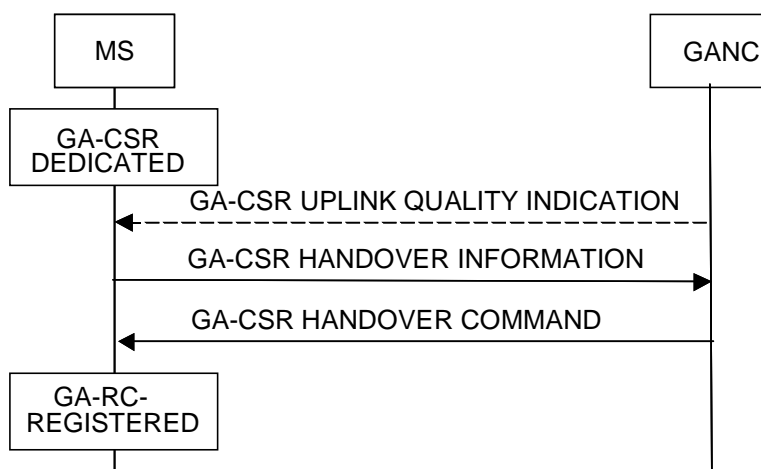 MS
GANC
GA-CSR
DEDICATED
GA-CSR UPLINK QUALITY INDICATION
GA-CSR HANDOVER INFORMATION
GA-CSR HANDOVER COMMAND
GA-RC-
REGISTERED